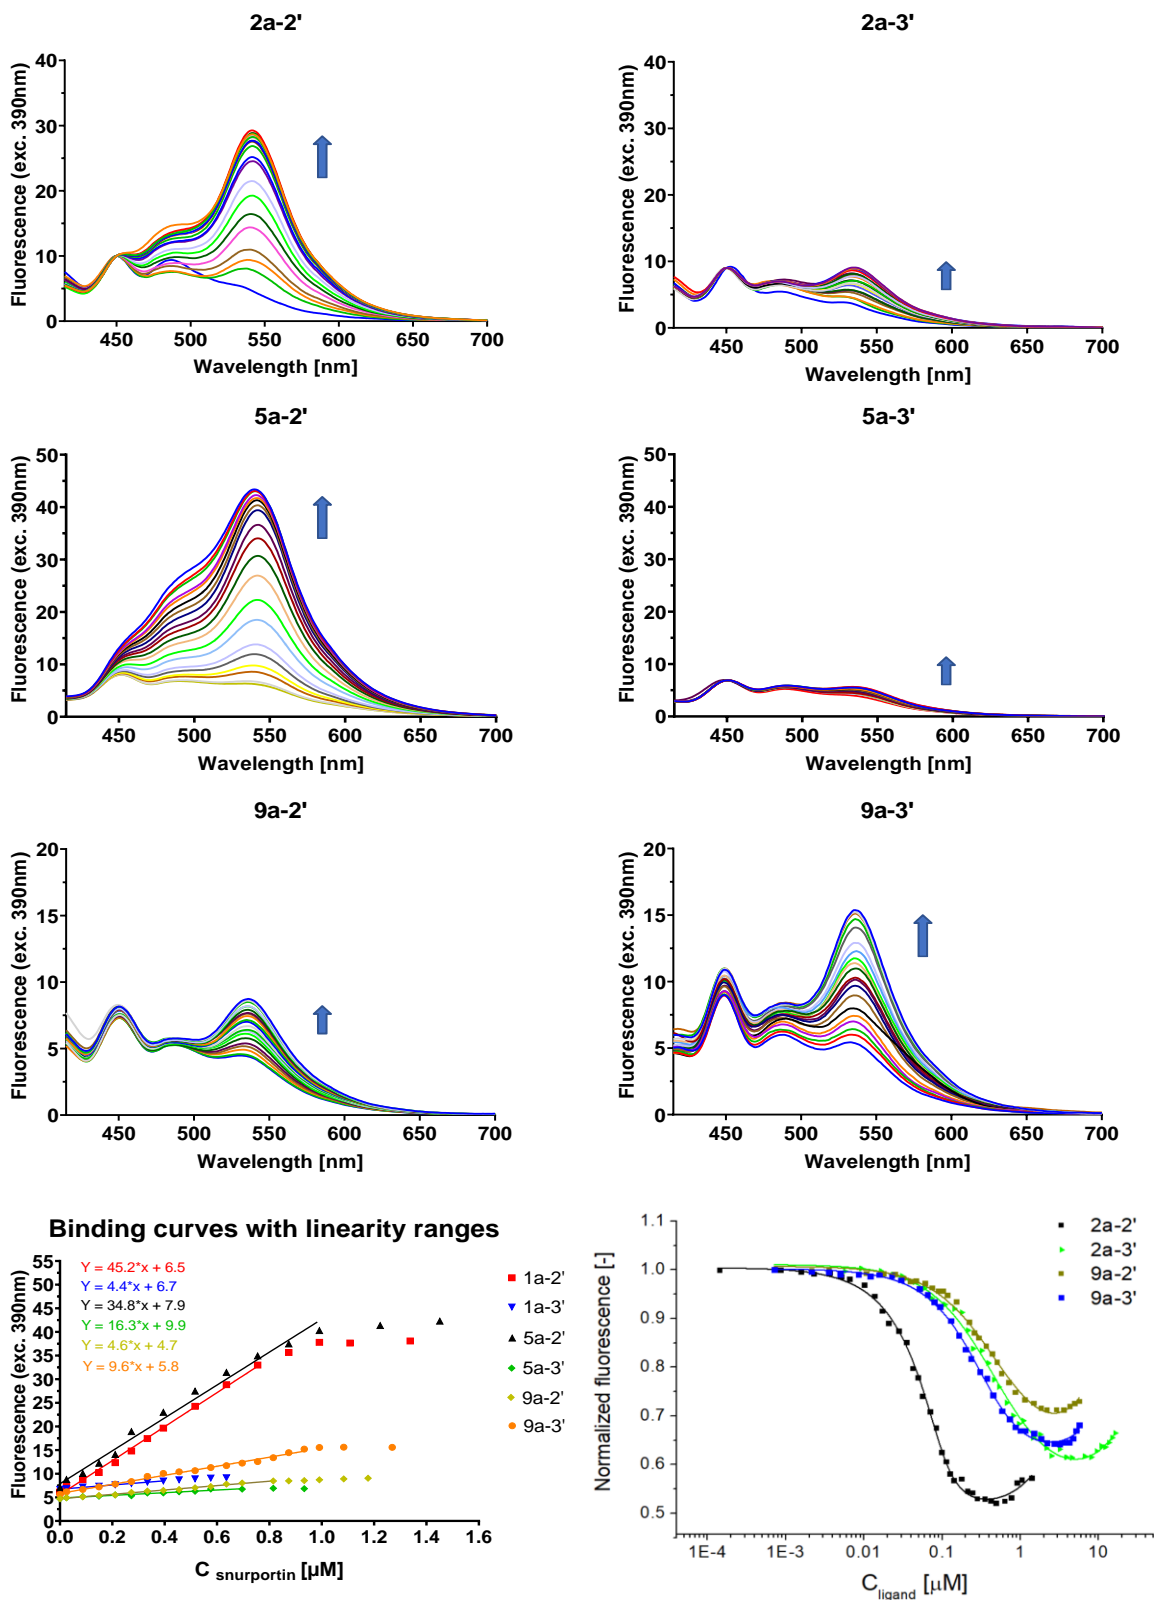 2a-2'
Fluorescence (exc. 390nm)
40
30
20
10
0
450 500 550 600 650 700
Wavelength [nm]
2a-3'
Fluorescence (exc. 390nm)
40
30
20
10
0
450 500 550 600 650 700
Wavelength [nm]
5a-2'
Fluorescence (exc. 390nm)
50
40
30
20
10
0
450 500 550 600 650 700
Wavelength [nm]
5a-3'
Fluorescence (exc. 390nm)
50
40
30
20
10
0
450 500 550 600 650 700
Wavelength [nm]
9a-2'
Fluorescence (exc. 390nm)
20
15
10
5
0
450 500 550 600 650 700
Wavelength [nm]
9a-3'
Fluorescence (exc. 390nm)
20
15
10
5
0
450 500 550 600 650 700
Wavelength [nm]
Binding curves with linearity ranges
Fluorescence (exc. 390nm)
55
50
45
40
35
30
25
20
15
10
5
0
Y = 45.2*x + 6.5
Y = 4.4*x + 6.7
Y = 34.8*x + 7.9
Y = 16.3*x + 9.9
Y = 4.6*x + 4.7
Y = 9.6*x + 5.8
1a-2'
1a-3'
5a-2'
5a-3'
9a-2'
9a-3'
0.0 0.2 0.4 0.6 0.8 1.0 1.2 1.4 1.6
C snurportin [µM]
Normalized fluorescence [-]
1.1
1.0
0.9
0.8
0.7
0.6
0.5
2a-2'
2a-3'
9a-2'
9a-3'
1E-4 1E-3 0.01 0.1 1 10
C ligand [µM]